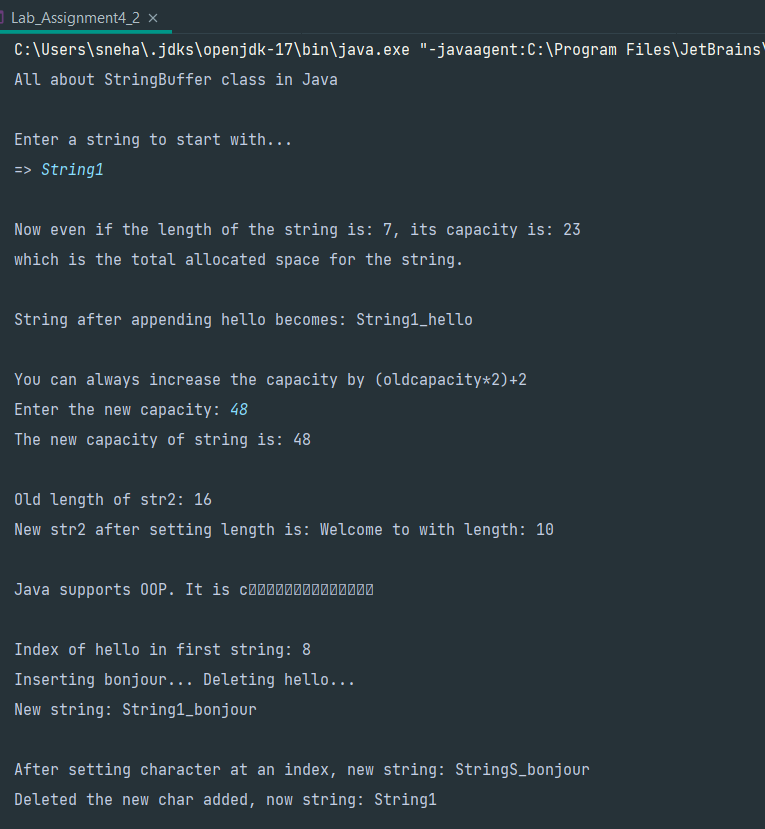 Lab_Assignment4_2 ×
C:\Users\sneha\.jdks\openjdk-17\bin\java.exe "-javaagent:C:\Program Files\JetBrains\
All about StringBuffer class in Java
Enter a string to start with...
=> String1
Now even if the length of the string is: 7, its capacity is: 23
which is the total allocated space for the string.
String after appending hello becomes: String1_hello
You can always increase the capacity by (oldcapacity*2)+2
Enter the new capacity: 48
The new capacity of string is: 48
Old length of str2: 16
New str2 after setting length is: Welcome to with length: 10
Java supports OOP. It is c
Index of hello in first string: 8
Inserting bonjour... Deleting hello...
New string: String1_bonjour
After setting character at an index, new string: StringS_bonjour
Deleted the new char added, now string: String1